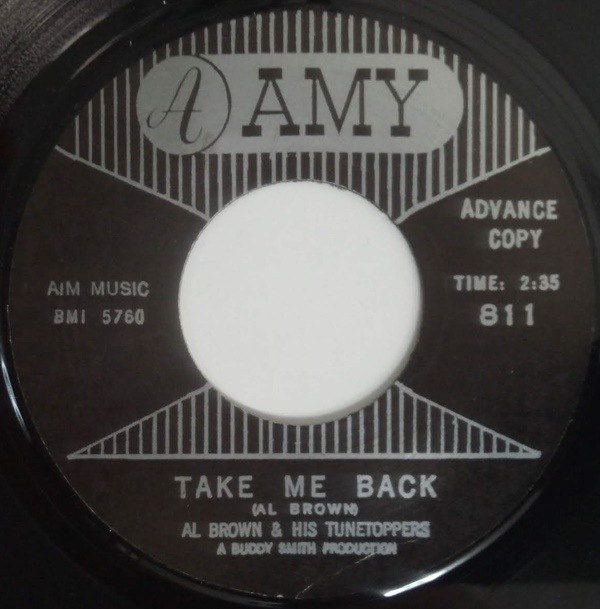 A AMY
ADVANCE
COPY
AIM MUSIC
BMI 5760
TIME: 2:35
811
TAKE ME BACK
(AL BROWN)
AL BROWN & HIS TUNETOPPERS
A BUDDY SMITH PRODUCTION